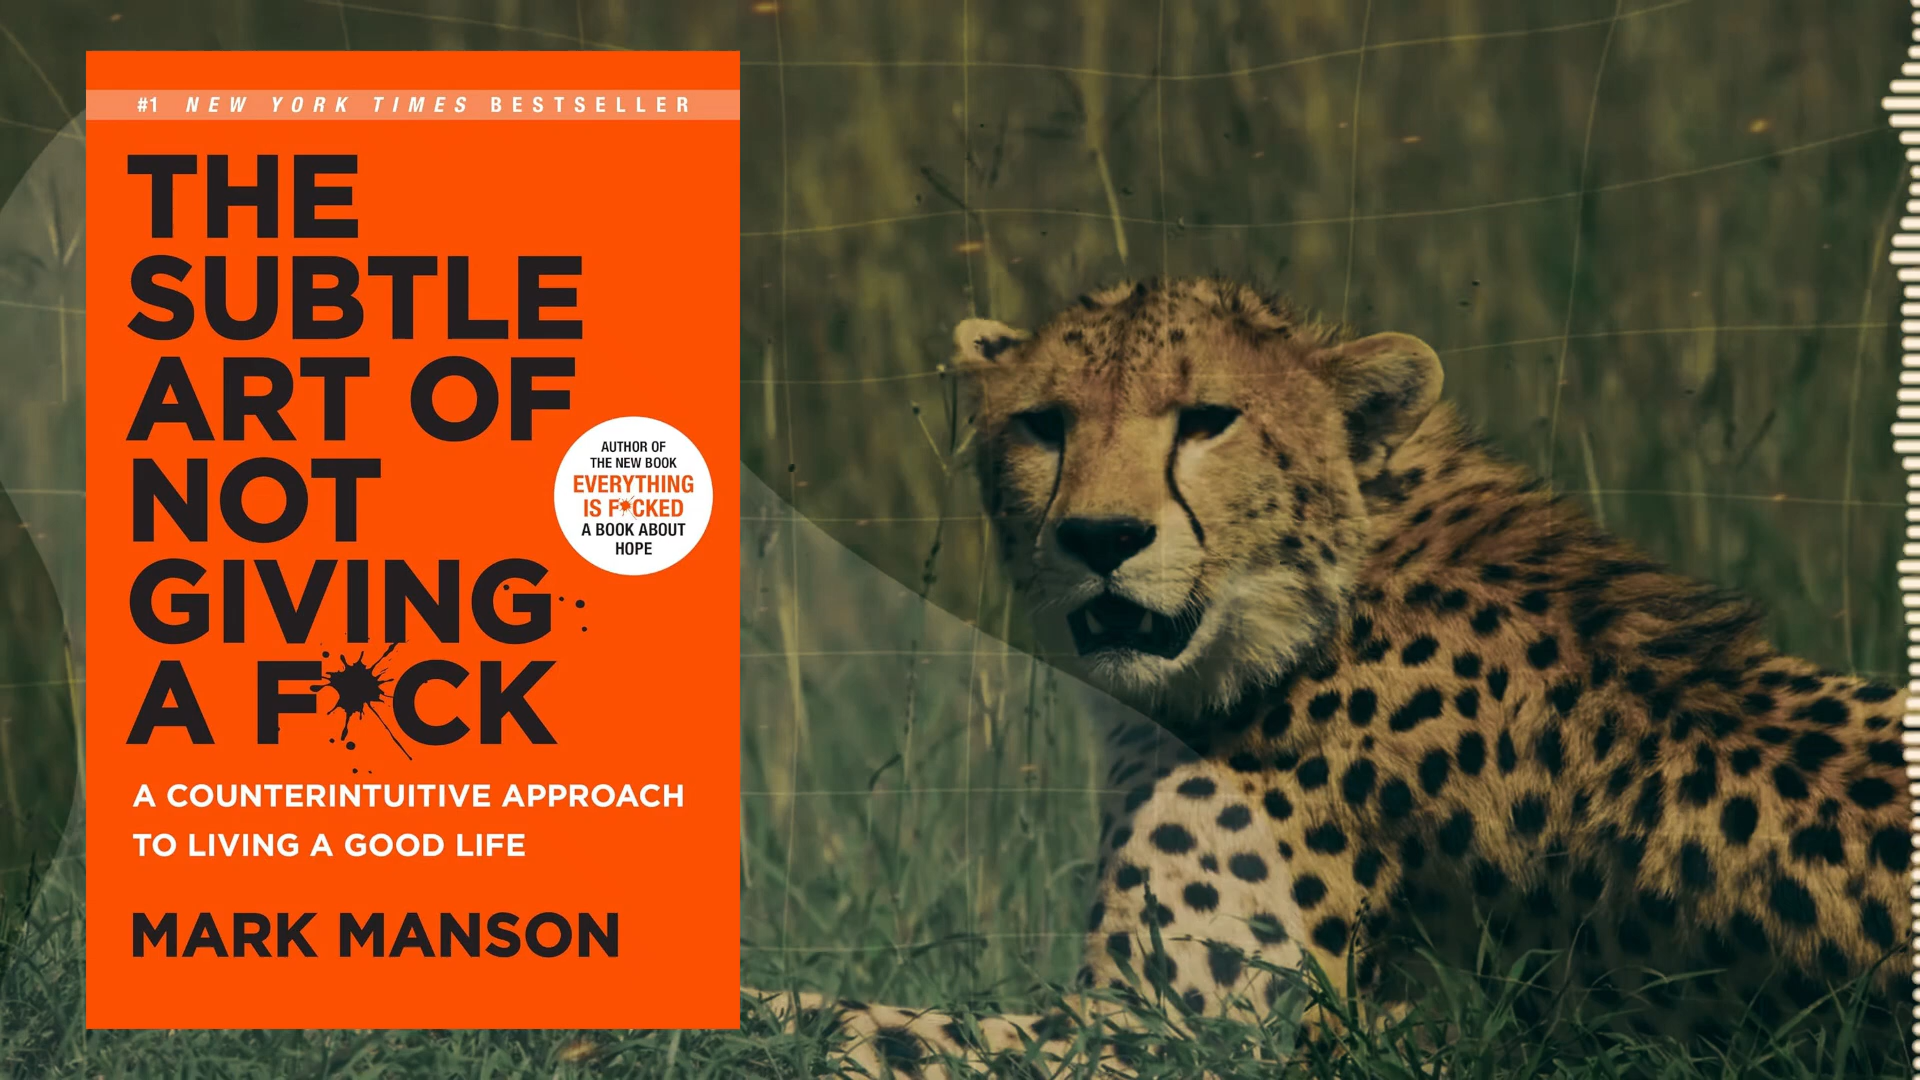 #1 NEW YORK TIMES BESTSELLER
THE
SUBTLE
ART OF
NOT
GIVING
A F*CK
AUTHOR OF
THE NEW BOOK
EVERYTHING
IS F*CKED
A BOOK ABOUT
HOPE
A COUNTERINTUITIVE APPROACH
TO LIVING A GOOD LIFE
MARK MANSON